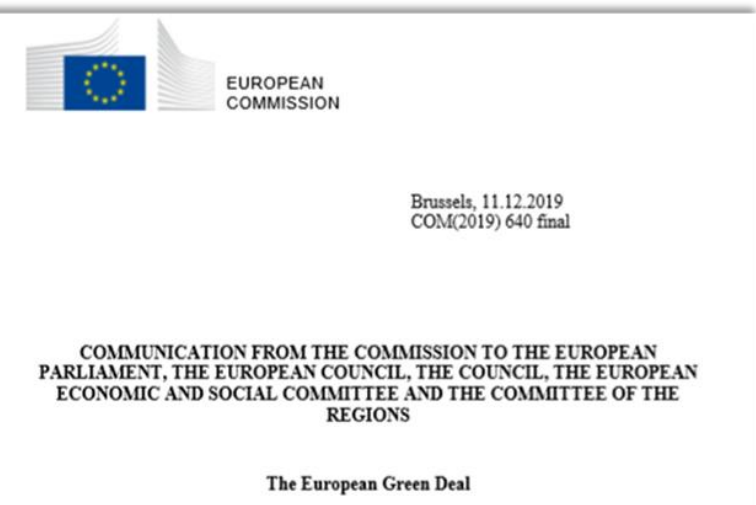 EUROPEAN
COMMISSION
Brussels, 11.12.2019
COM(2019) 640 final
COMMUNICATION FROM THE COMMISSION TO THE EUROPEAN
PARLIAMENT, THE EUROPEAN COUNCIL, THE COUNCIL, THE EUROPEAN
ECONOMIC AND SOCIAL COMMITTEE AND THE COMMITTEE OF THE
REGIONS
The European Green Deal